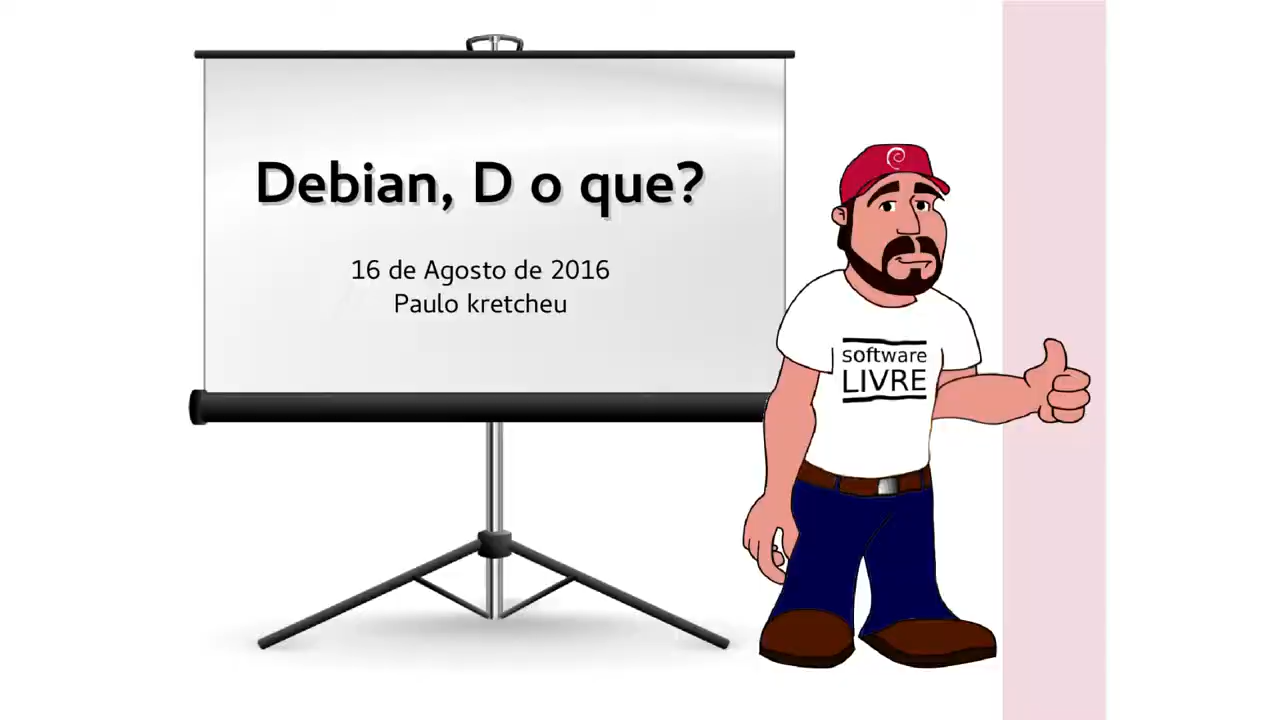 Debian, D o que?
16 de Agosto de 2016
Paulo kretcheu
software
LIVRE